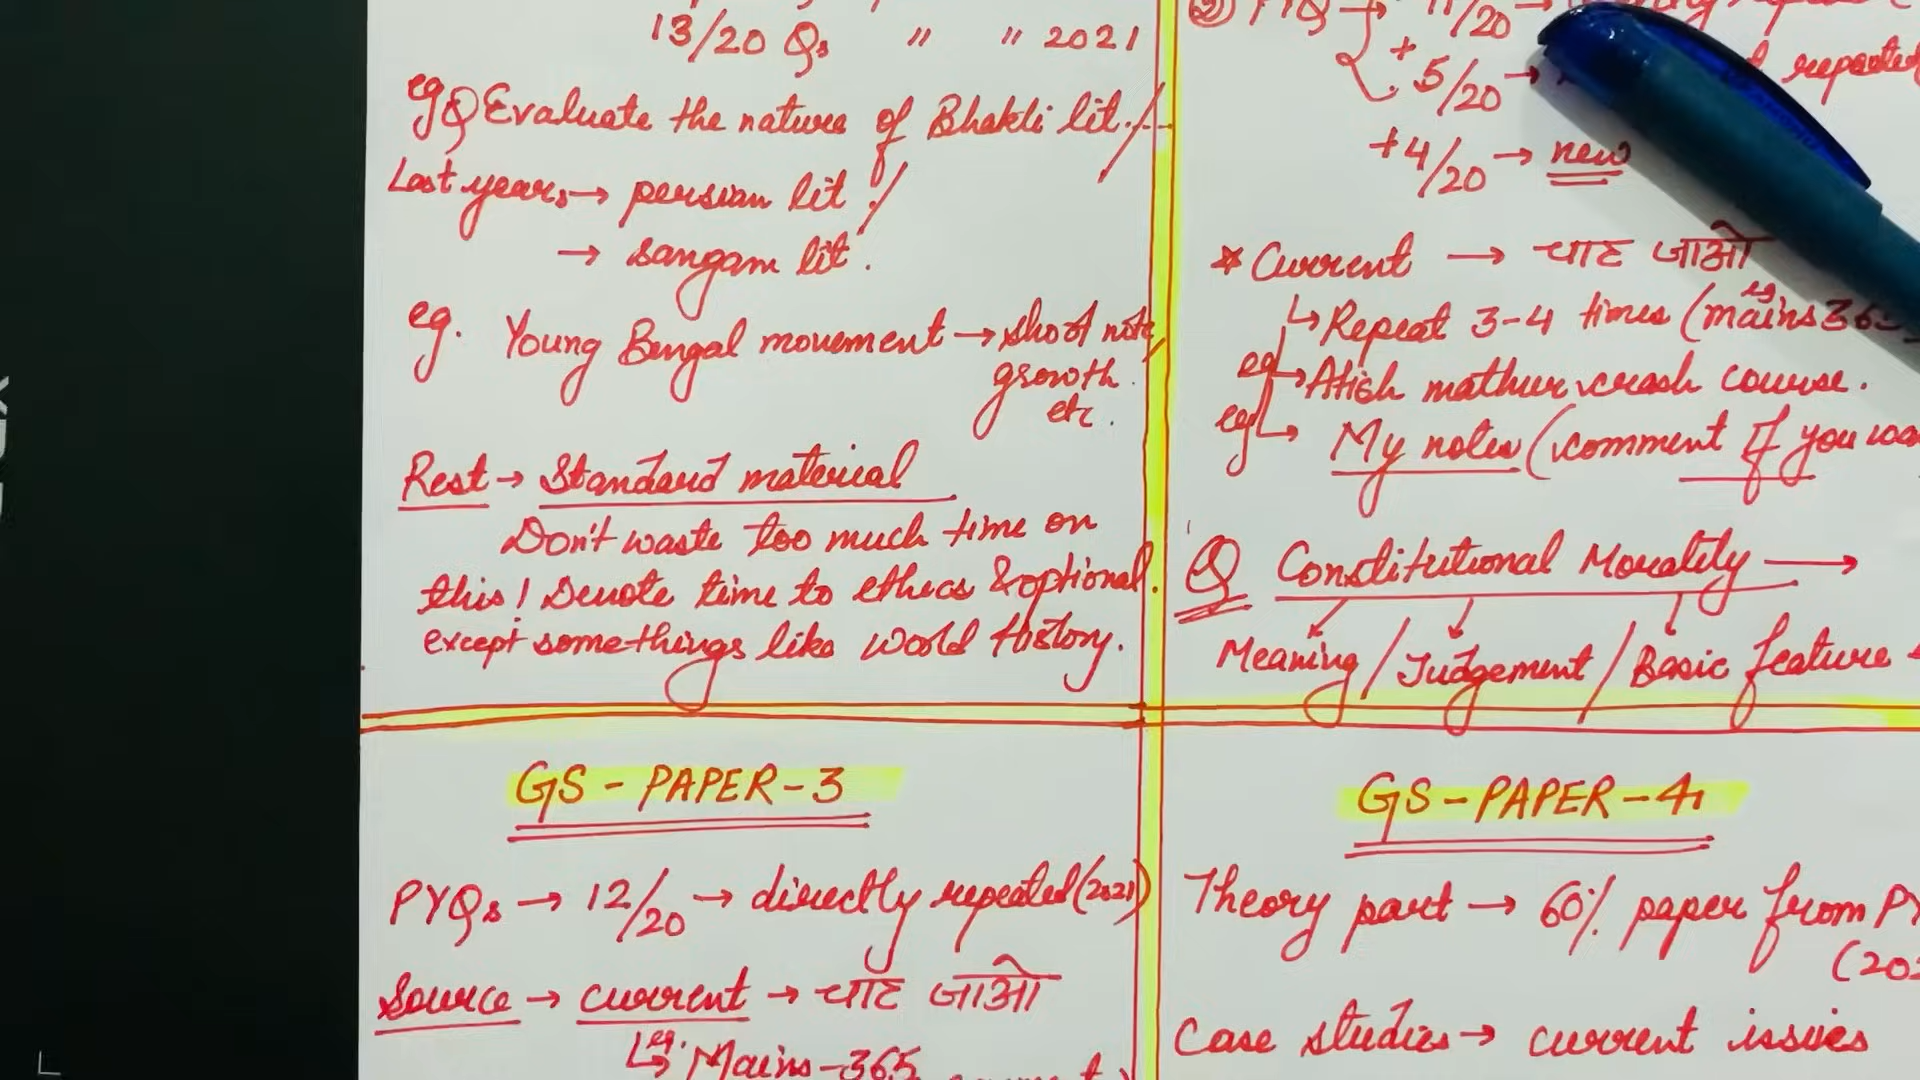 13/20 Qs " " 2021
eg Q Evaluate the nature of Bhakti lit./
Last years → persian lit./
→ sangam lit.
eg. Young Bengal movement → short note,
growth.
etc.
Rest → Standard material
Don't waste too much time on
this! Devote time to ethics & optional.
except somethings like World History.
PYQ → 11/20 →
+ 5/20 → repeated
+4/20 → new
* Current → चाट जाओ
↳ Repeat 3-4 times (eg mains 365)
eg → Atish mathur crash course.
eg ↳ My notes (comment if you
Q Constitutional Morality →
Meaning / Judgement / Basic feature
GS - PAPER - 3
PYQs → 12/20 → directly repeated (2021)
Source → current → चाट जाओ
↳ eg. Mains-365
GS - PAPER - 4
Theory part → 60% paper from
Case studies → current issues